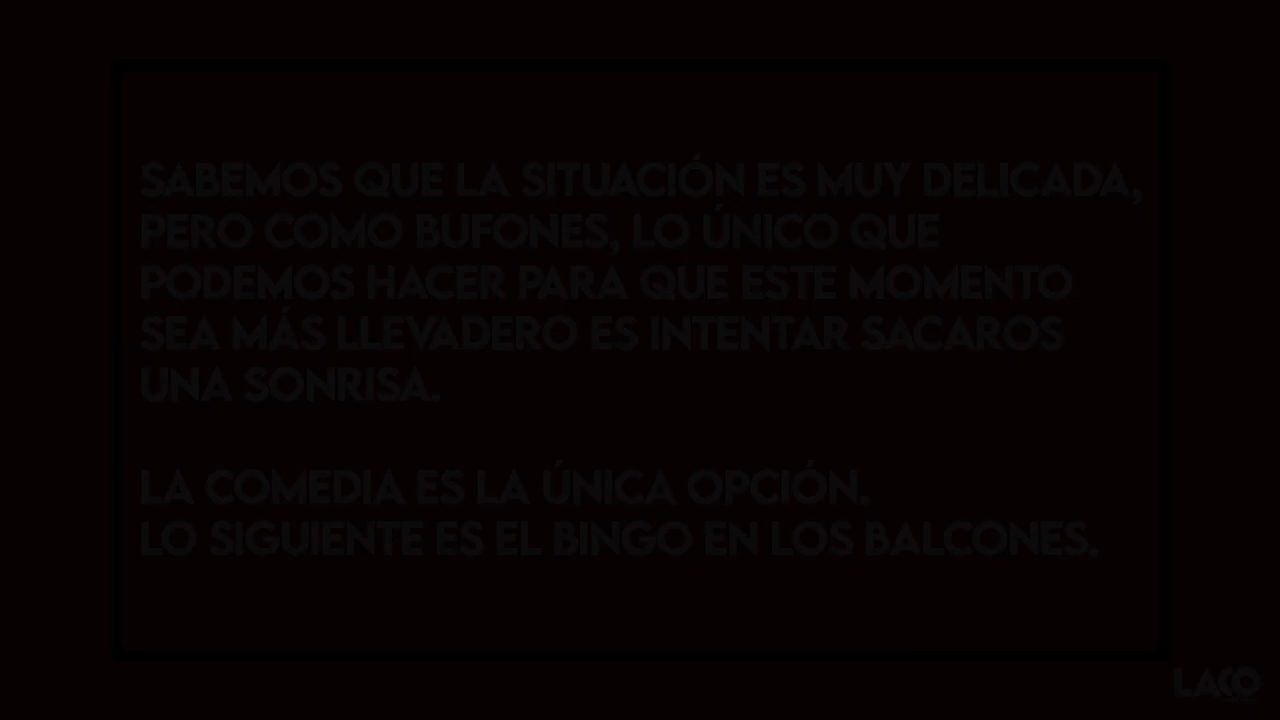 SABEMOS QUE LA SITUACIÓN ES MUY DELICADA,
PERO COMO BUFONES, LO ÚNICO QUE
PODEMOS HACER PARA QUE ESTE MOMENTO
SEA MÁS LLEVADERO ES INTENTAR SACAROS
UNA SONRISA.
LA COMEDIA ES LA ÚNICA OPCIÓN.
LO SIGUIENTE ES EL BINGO EN LOS BALCONES.
LACO